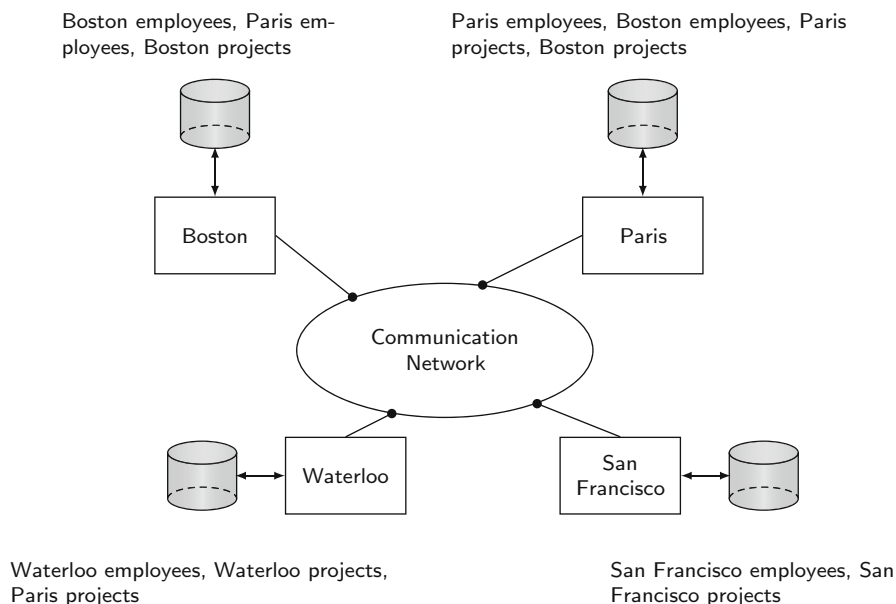 Boston employees, Paris em-
ployees, Boston projects
Paris employees, Boston employees, Paris
projects, Boston projects
Boston
Paris
Communication
Network
Waterloo
San
Francisco
Waterloo employees, Waterloo projects,
Paris projects
San Francisco employees, San
Francisco projects